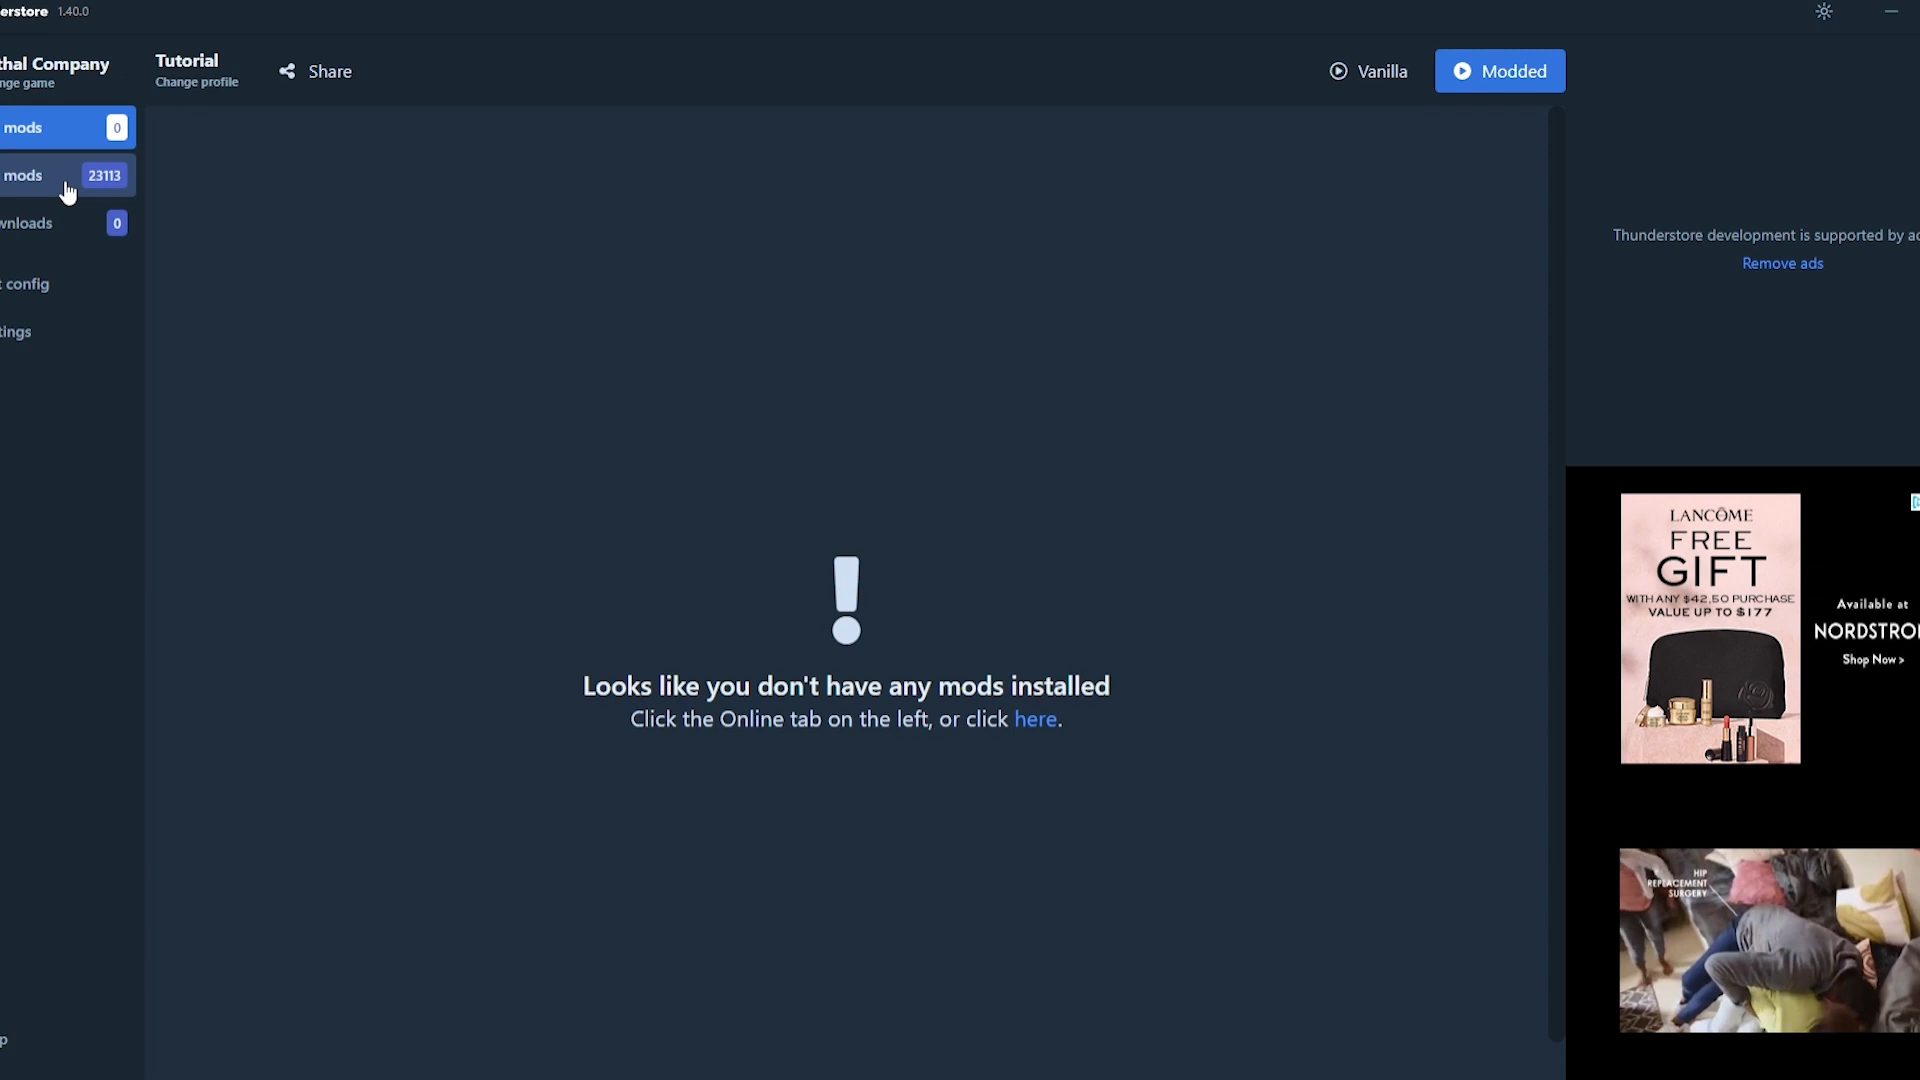 erstore 1.40.0
thal Company
nge game
Tutorial
Change profile
Share
Vanilla
Modded
mods 0
mods 23113
wnloads 0
t config
tings
p
Looks like you don't have any mods installed
Click the Online tab on the left, or click here.
Thunderstore development is supported by ad
Remove ads
LANCÔME
FREE
GIFT
WITH ANY $42.50 PURCHASE
VALUE UP TO $177
Available at
NORDSTRO
Shop Now >
HIP
REPLACEMENT
SURGERY